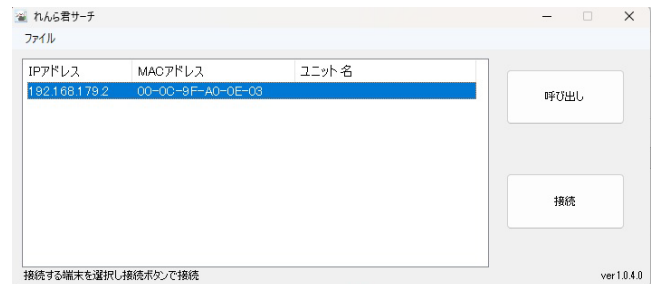 れんら君サーチ
ファイル
IPアドレス MACアドレス ユニット名
192.168.179.2 00-0C-9F-A0-0E-03
呼び出し
接続
接続する端末を選択し接続ボタンで接続
ver1.0.4.0